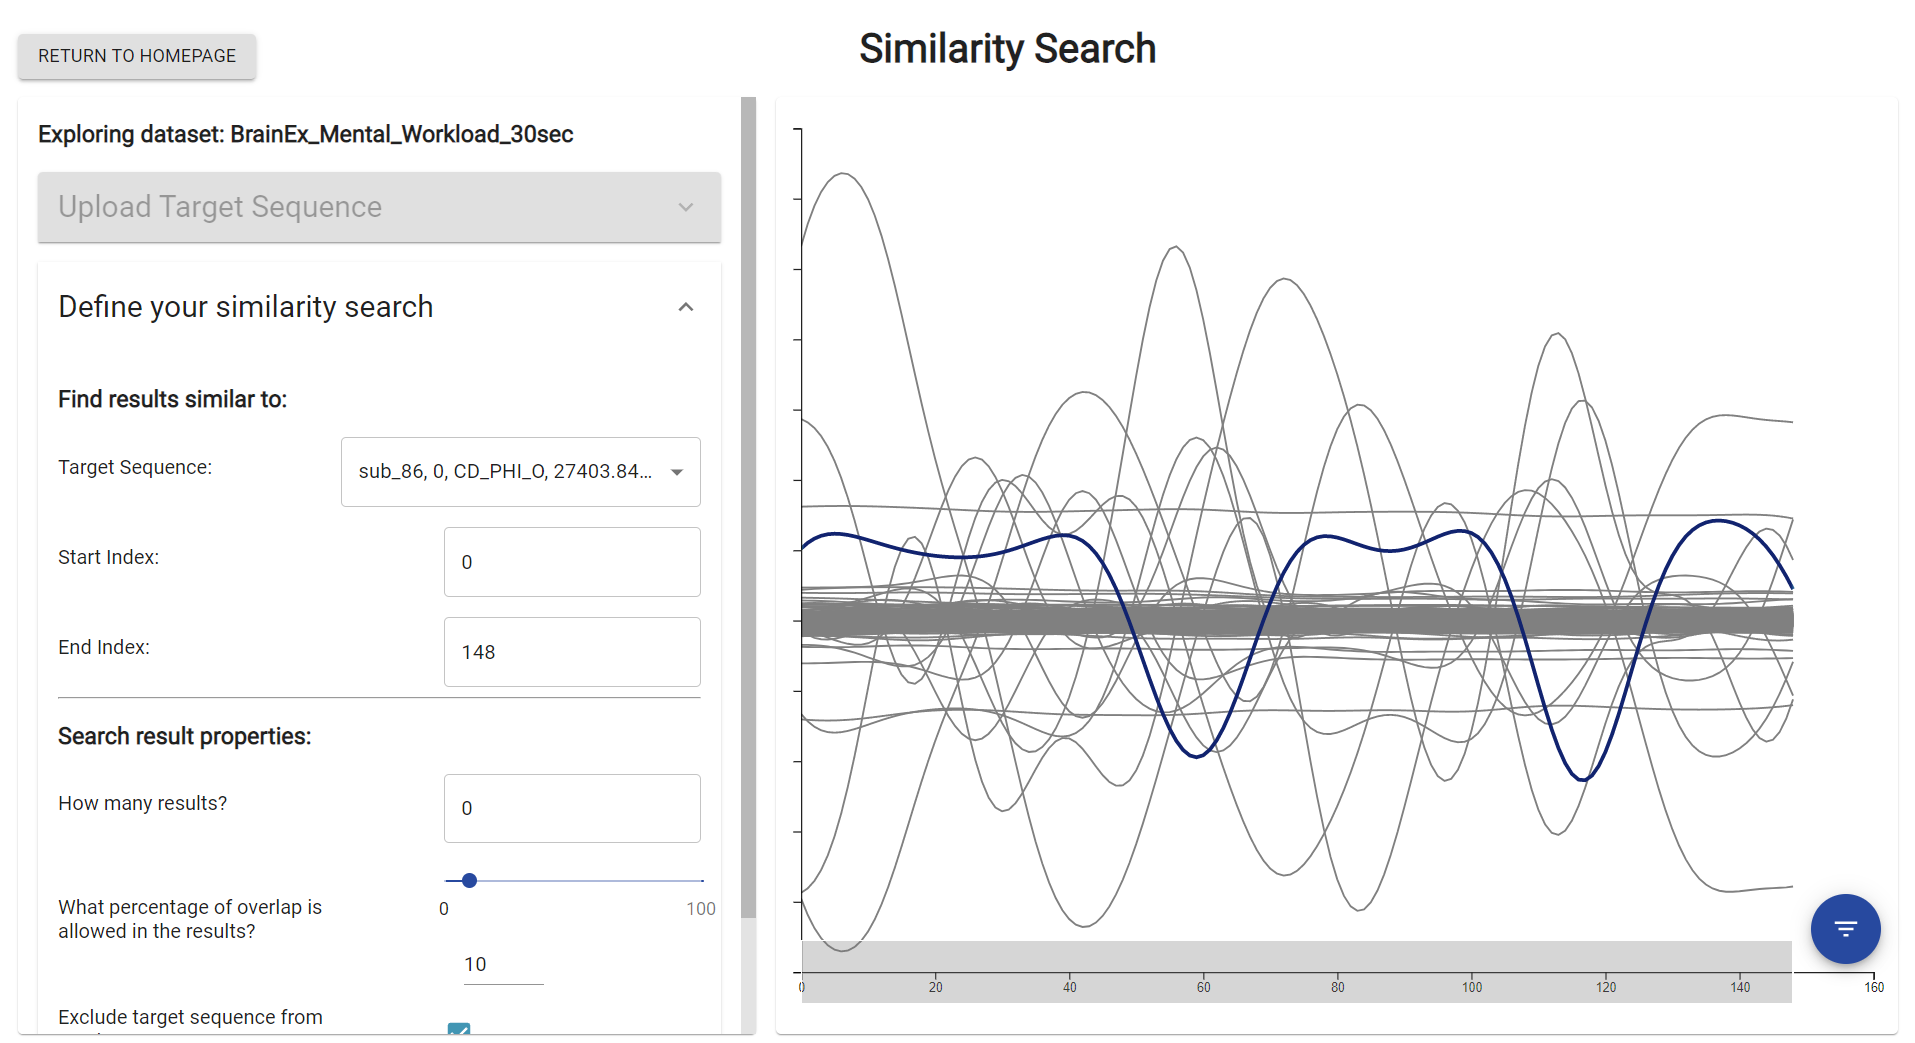 RETURN TO HOMEPAGE
Similarity Search
Exploring dataset: BrainEx_Mental_Workload_30sec
Upload Target Sequence
Define your similarity search
Find results similar to:
Target Sequence:
sub_86, 0, CD_PHI_O, 27403.84...
Start Index:
0
End Index:
148
Search result properties:
How many results?
0
0
100
What percentage of overlap is
allowed in the results?
10
Exclude target sequence from
0 20 40 60 80 100 120 140 160